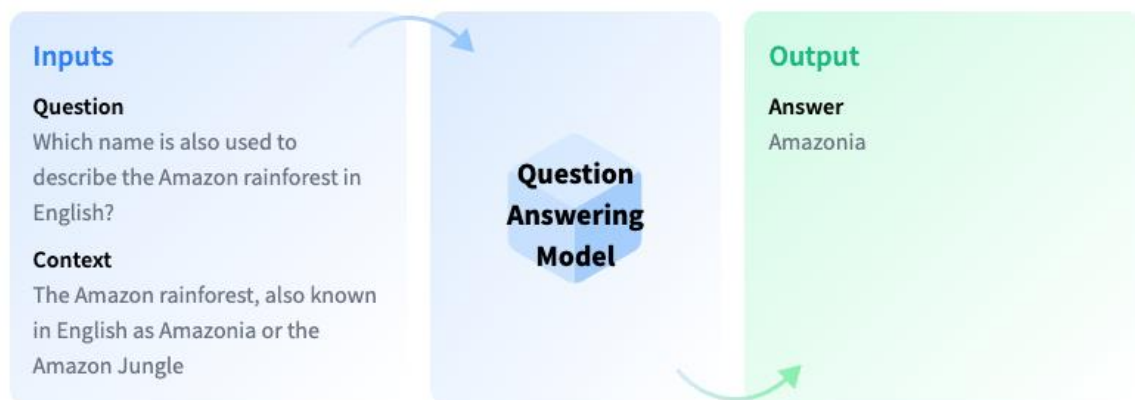 Inputs
Question
Which name is also used to
describe the Amazon rainforest in
English?
Context
The Amazon rainforest, also known
in English as Amazonia or the
Amazon Jungle
Question
Answering
Model
Output
Answer
Amazonia